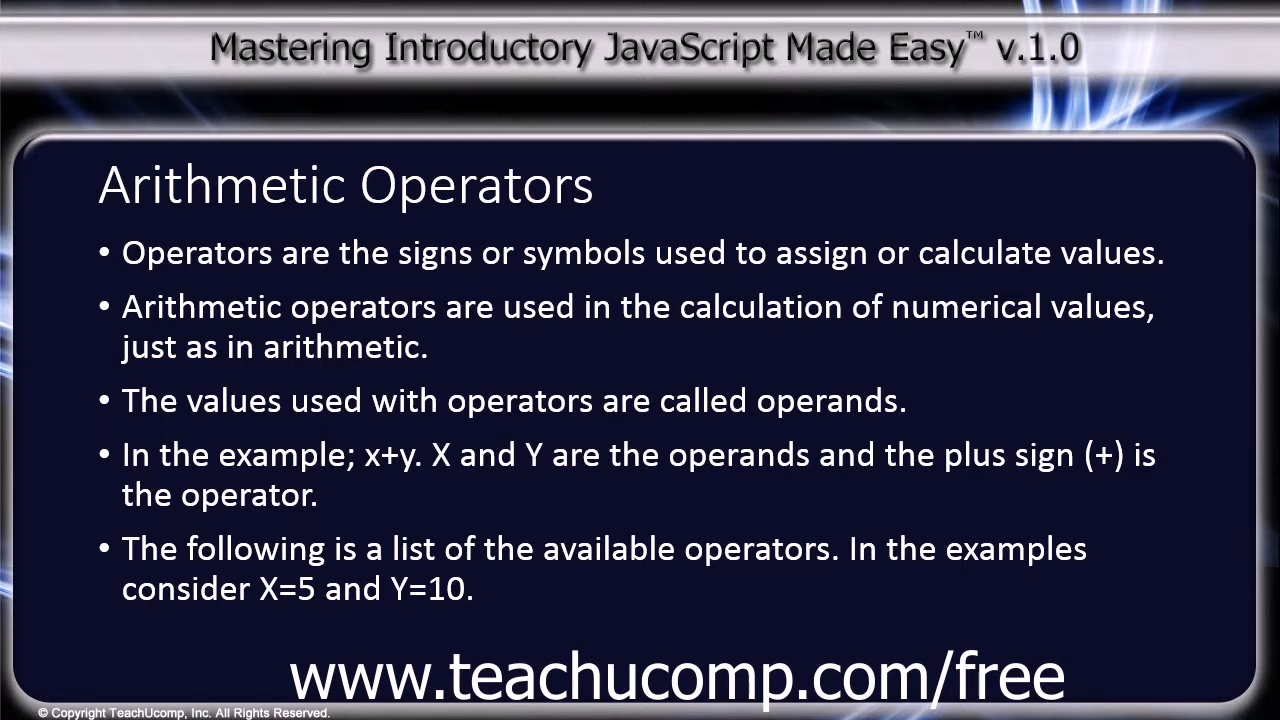 Mastering Introductory JavaScript Made Easy™ v.1.0
Arithmetic Operators
• Operators are the signs or symbols used to assign or calculate values.
• Arithmetic operators are used in the calculation of numerical values,
just as in arithmetic.
• The values used with operators are called operands.
• In the example; x+y. X and Y are the operands and the plus sign (+) is
the operator.
• The following is a list of the available operators. In the examples
consider X=5 and Y=10.
www.teachucomp.com/free
© Copyright TeachUcomp, Inc. All Rights Reserved.